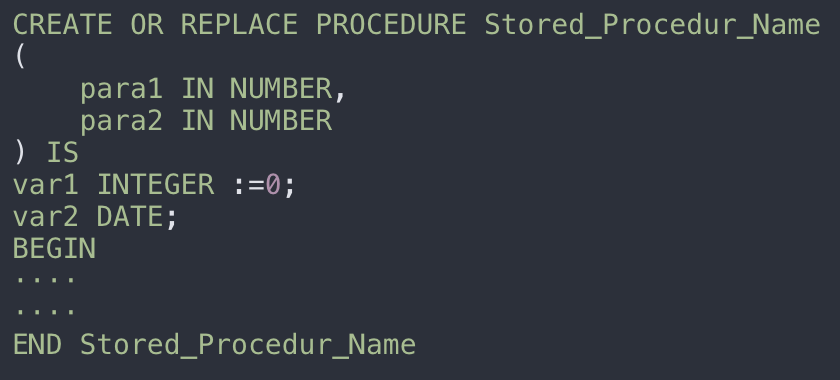 CREATE OR REPLACE PROCEDURE Stored_Procedur_Name
(
    para1 IN NUMBER,
    para2 IN NUMBER
) IS
var1 INTEGER :=0;
var2 DATE;
BEGIN
····
····
END Stored_Procedur_Name